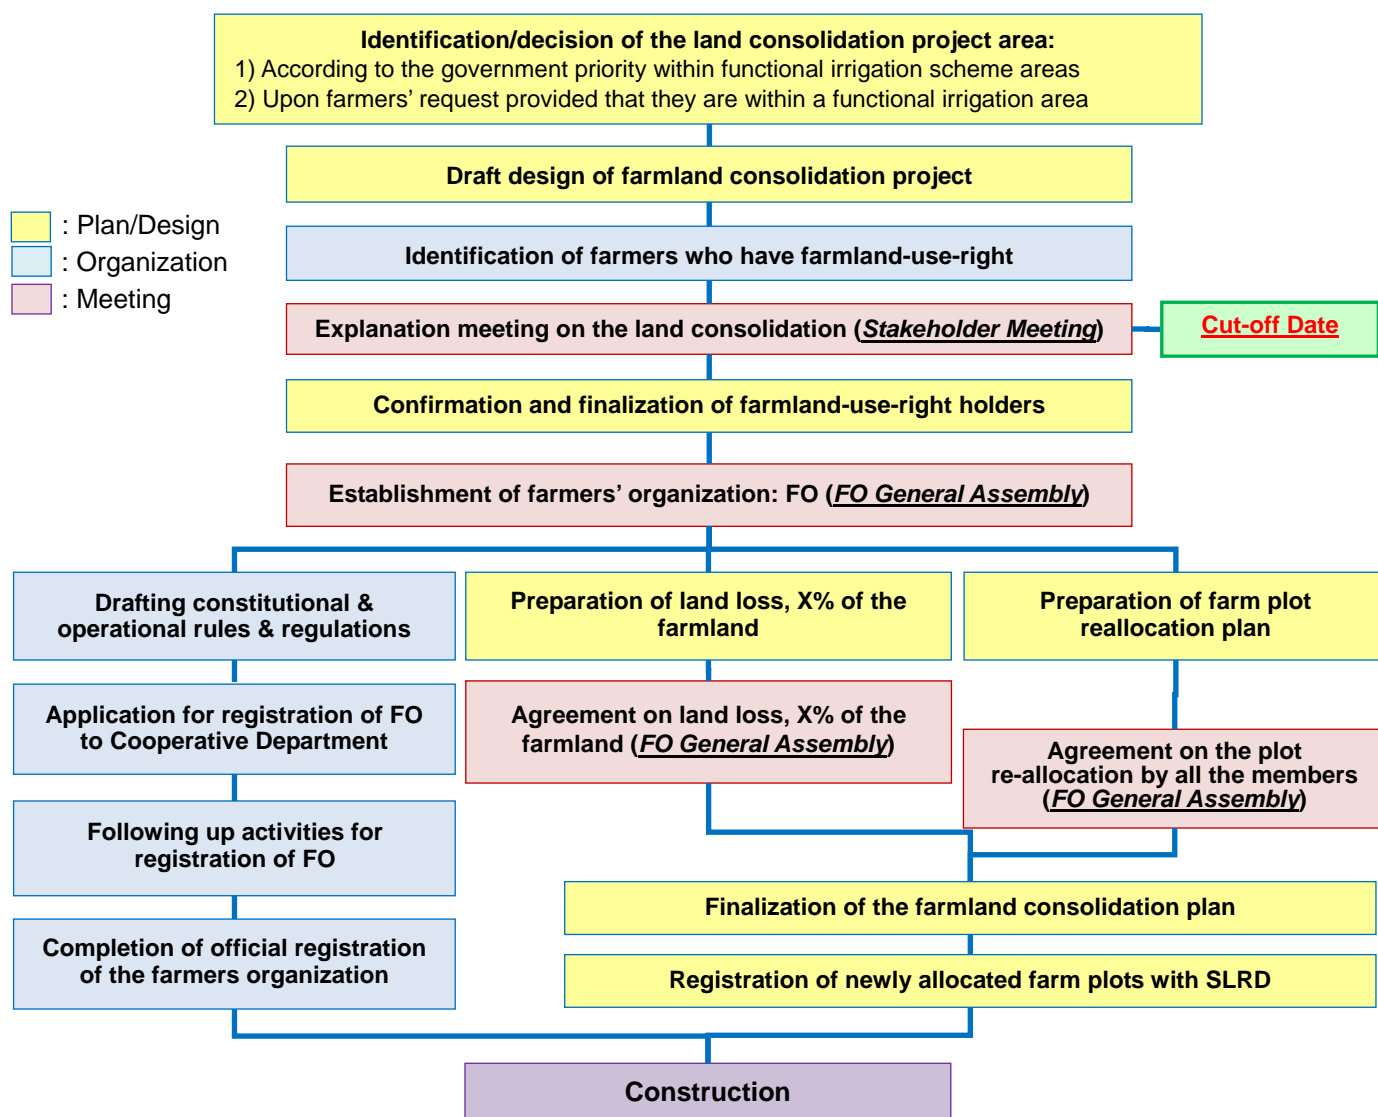 Identification/decision of the land consolidation project area:
1) According to the government priority within functional irrigation scheme areas
2) Upon farmers’ request provided that they are within a functional irrigation area
Draft design of farmland consolidation project
: Plan/Design
: Organization
: Meeting
Identification of farmers who have farmland-use-right
Explanation meeting on the land consolidation (Stakeholder Meeting)
Cut-off Date
Confirmation and finalization of farmland-use-right holders
Establishment of farmers’ organization: FO (FO General Assembly)
Drafting constitutional &
operational rules & regulations
Preparation of land loss, X% of the
farmland
Preparation of farm plot
reallocation plan
Application for registration of FO
to Cooperative Department
Agreement on land loss, X% of the
farmland (FO General Assembly)
Agreement on the plot
re-allocation by all the members
(FO General Assembly)
Following up activities for
registration of FO
Finalization of the farmland consolidation plan
Completion of official registration
of the farmers organization
Registration of newly allocated farm plots with SLRD
Construction